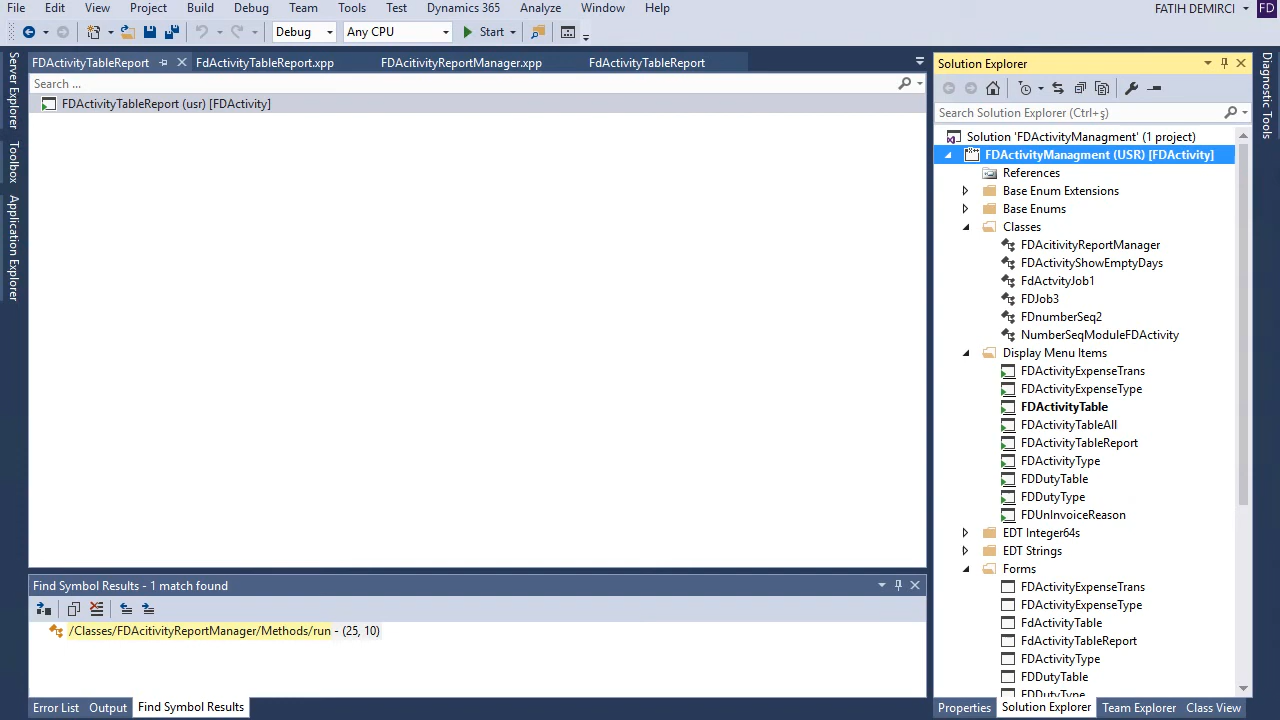 File Edit View Project Build Debug Team Tools Test Dynamics 365 Analyze Window Help FATIH DEMIRCI FD
Debug Any CPU Start
Server Explorer
Toolbox
Application Explorer
FDActivityTableReport FdActivityTableReport.xpp FDAcitivityReportManager.xpp FdActivityTableReport
Search ...
FDActivityTableReport (usr) [FDActivity]
Find Symbol Results - 1 match found
/Classes/FDAcitivityReportManager/Methods/run - (25, 10)
Error List Output Find Symbol Results
Solution Explorer
Search Solution Explorer (Ctrl+ş)
Solution 'FDActivityManagment' (1 project)
FDActivityManagment (USR) [FDActivity]
References
Base Enum Extensions
Base Enums
Classes
FDAcitivityReportManager
FDActivityShowEmptyDays
FdActvityJob1
FDJob3
FDnumberSeq2
NumberSeqModuleFDActivity
Display Menu Items
FDActivityExpenseTrans
FDActivityExpenseType
FDActivityTable
FDActivityTableAll
FDActivityTableReport
FDActivityType
FDDutyTable
FDDutyType
FDUnInvoiceReason
EDT Integer64s
EDT Strings
Forms
FDActivityExpenseTrans
FDActivityExpenseType
FdActivityTable
FdActivityTableReport
FDActivityType
FDDutyTable
FDDutyType
Properties Solution Explorer Team Explorer Class View
Diagnostic Tools